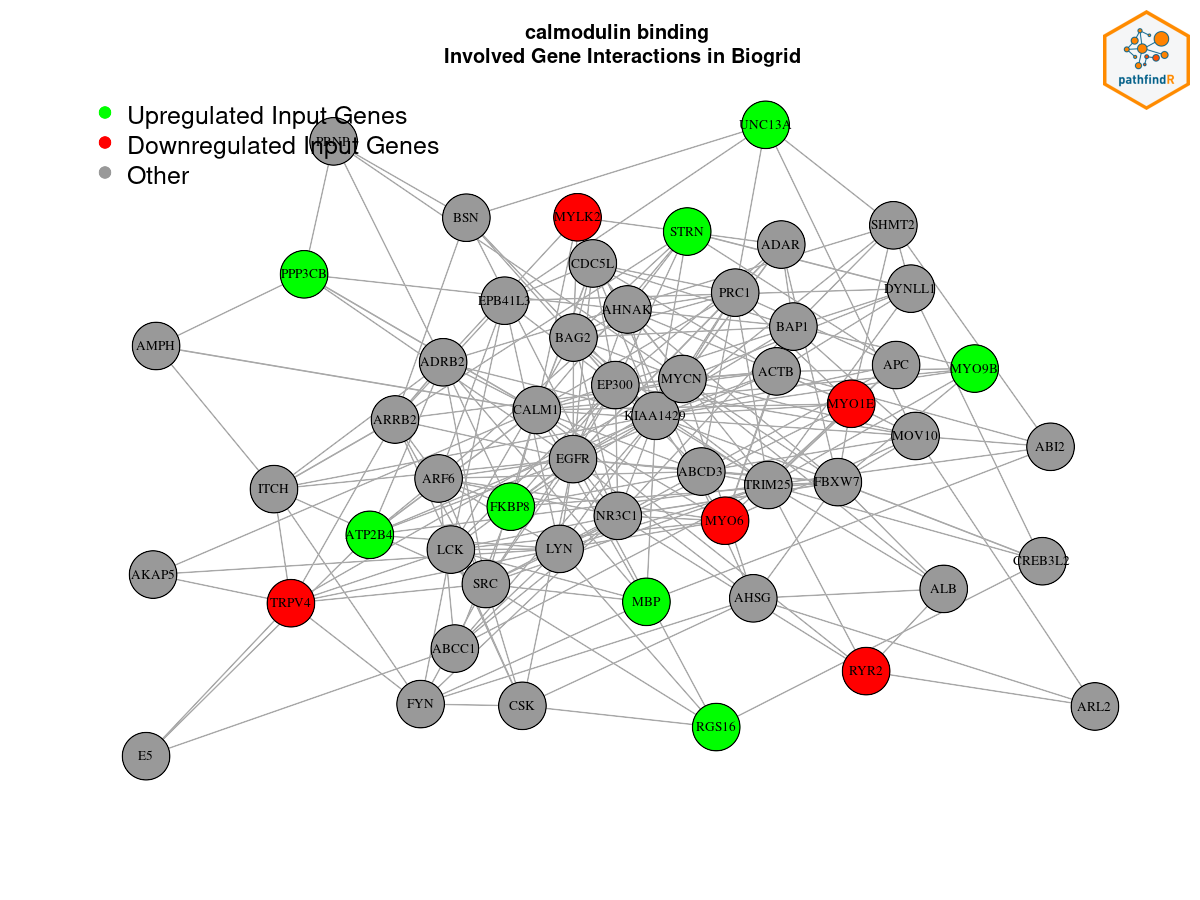 calmodulin binding
Involved Gene Interactions in Biogrid
pathfindR
Upregulated Input Genes
Downregulated Input Genes
Other
UNC13A
PRNP
BSN
MYLK2
STRN
SHMT2
ADAR
CDC5L
PPP3CB
DYNLL1
PRC1
EPB41L3
AHNAK
BAP1
BAG2
AMPH
ADRB2
APC
MYO9B
ACTB
MYCN
EP300
MYO1E
CALM1
KIAA1429
ARRB2
MOV10
ABI2
EGFR
ABCD3
ARF6
FBXW7
TRIM25
ITCH
FKBP8
NR3C1
MYO6
ATP2B4
LCK
LYN
CREB3L2
AKAP5
SRC
ALB
AHSG
MBP
TRPV4
ABCC1
RYR2
FYN
CSK
ARL2
RGS16
E5